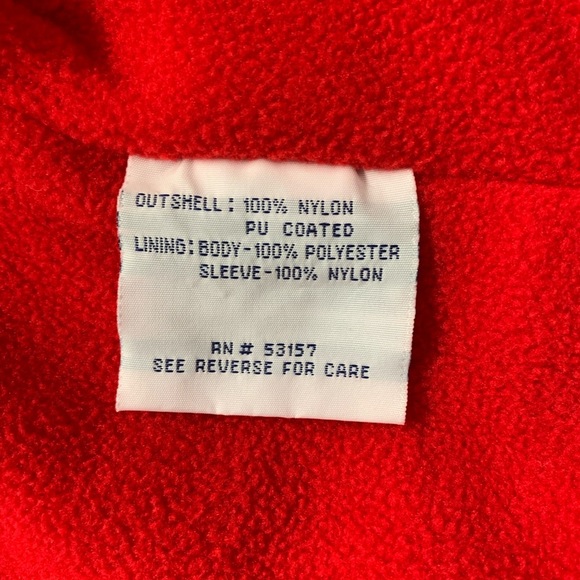 OUTSHELL: 100% NYLON
PU COATED
LINING: BODY-100% POLYESTER
SLEEVE-100% NYLON
RN # 53157
SEE REVERSE FOR CARE